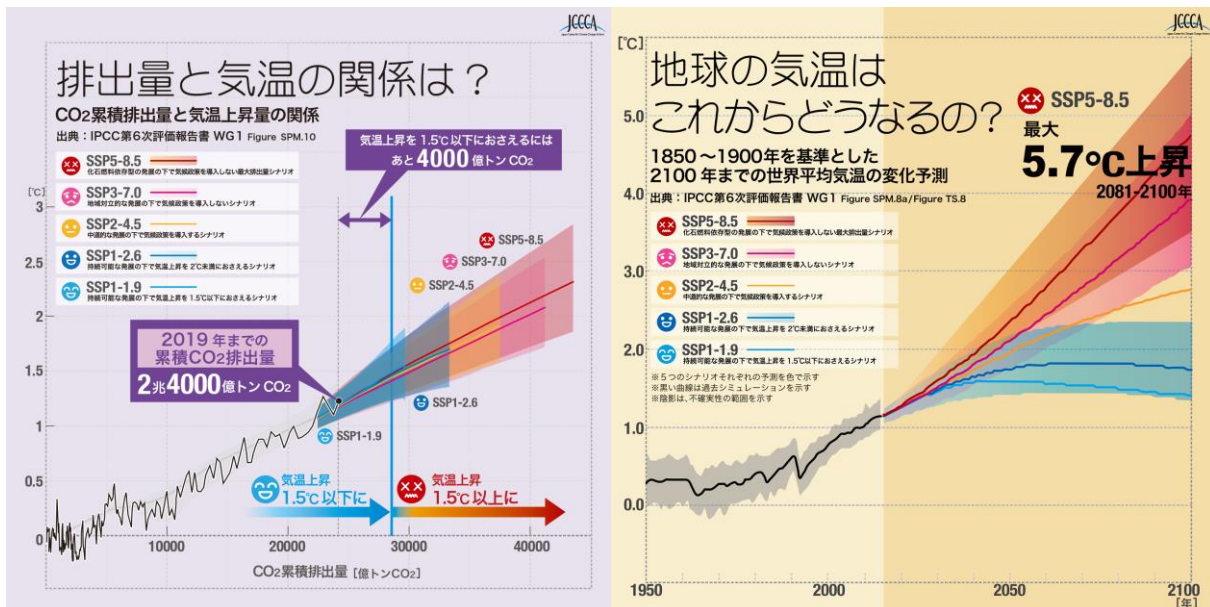 JCCCA
排出量と気温の関係は？
CO2累積排出量と気温上昇量の関係
出典：IPCC第6次評価報告書 WG1 Figure SPM.10
SSP5-8.5
化石燃料依存型の発展の下で気候政策を導入しない最大排出量シナリオ
SSP3-7.0
地域対立的な発展の下で気候政策を導入しないシナリオ
SSP2-4.5
中道的な発展の下で気候政策を導入するシナリオ
SSP1-2.6
持続可能な発展の下で気温上昇を2℃未満におさえるシナリオ
SSP1-1.9
持続可能な発展の下で気温上昇を1.5℃以下におさえるシナリオ
気温上昇を1.5℃以下におさえるには
あと4000億トンCO2
[℃]
3
2.5
2
1.5
1
0.5
0
SSP5-8.5
SSP3-7.0
SSP2-4.5
SSP1-2.6
SSP1-1.9
2019年までの
累積CO2排出量
2兆4000億トンCO2
気温上昇
1.5℃以下に
気温上昇
1.5℃以上に
10000
20000
30000
40000
CO2累積排出量［億トンCO2］
JCCCA
[℃]
地球の気温は
これからどうなるの？
1850～1900年を基準とした
2100年までの世界平均気温の変化予測
出典：IPCC第6次評価報告書 WG1 Figure SPM.8a/Figure TS.8
SSP5-8.5
最大
5.7℃上昇
2081-2100年
SSP5-8.5
化石燃料依存型の発展の下で気候政策を導入しない最大排出量シナリオ
SSP3-7.0
地域対立的な発展の下で気候政策を導入しないシナリオ
SSP2-4.5
中道的な発展の下で気候政策を導入するシナリオ
SSP1-2.6
持続可能な発展の下で気温上昇を2℃未満におさえるシナリオ
SSP1-1.9
持続可能な発展の下で気温上昇を1.5℃以下におさえるシナリオ
※5つのシナリオそれぞれの予測を色で示す
※黒い曲線は過去シミュレーションを示す
※陰影は、不確実性の範囲を示す
5.0
4.0
3.0
2.0
1.0
0.0
1950
2000
2050
2100
［年］